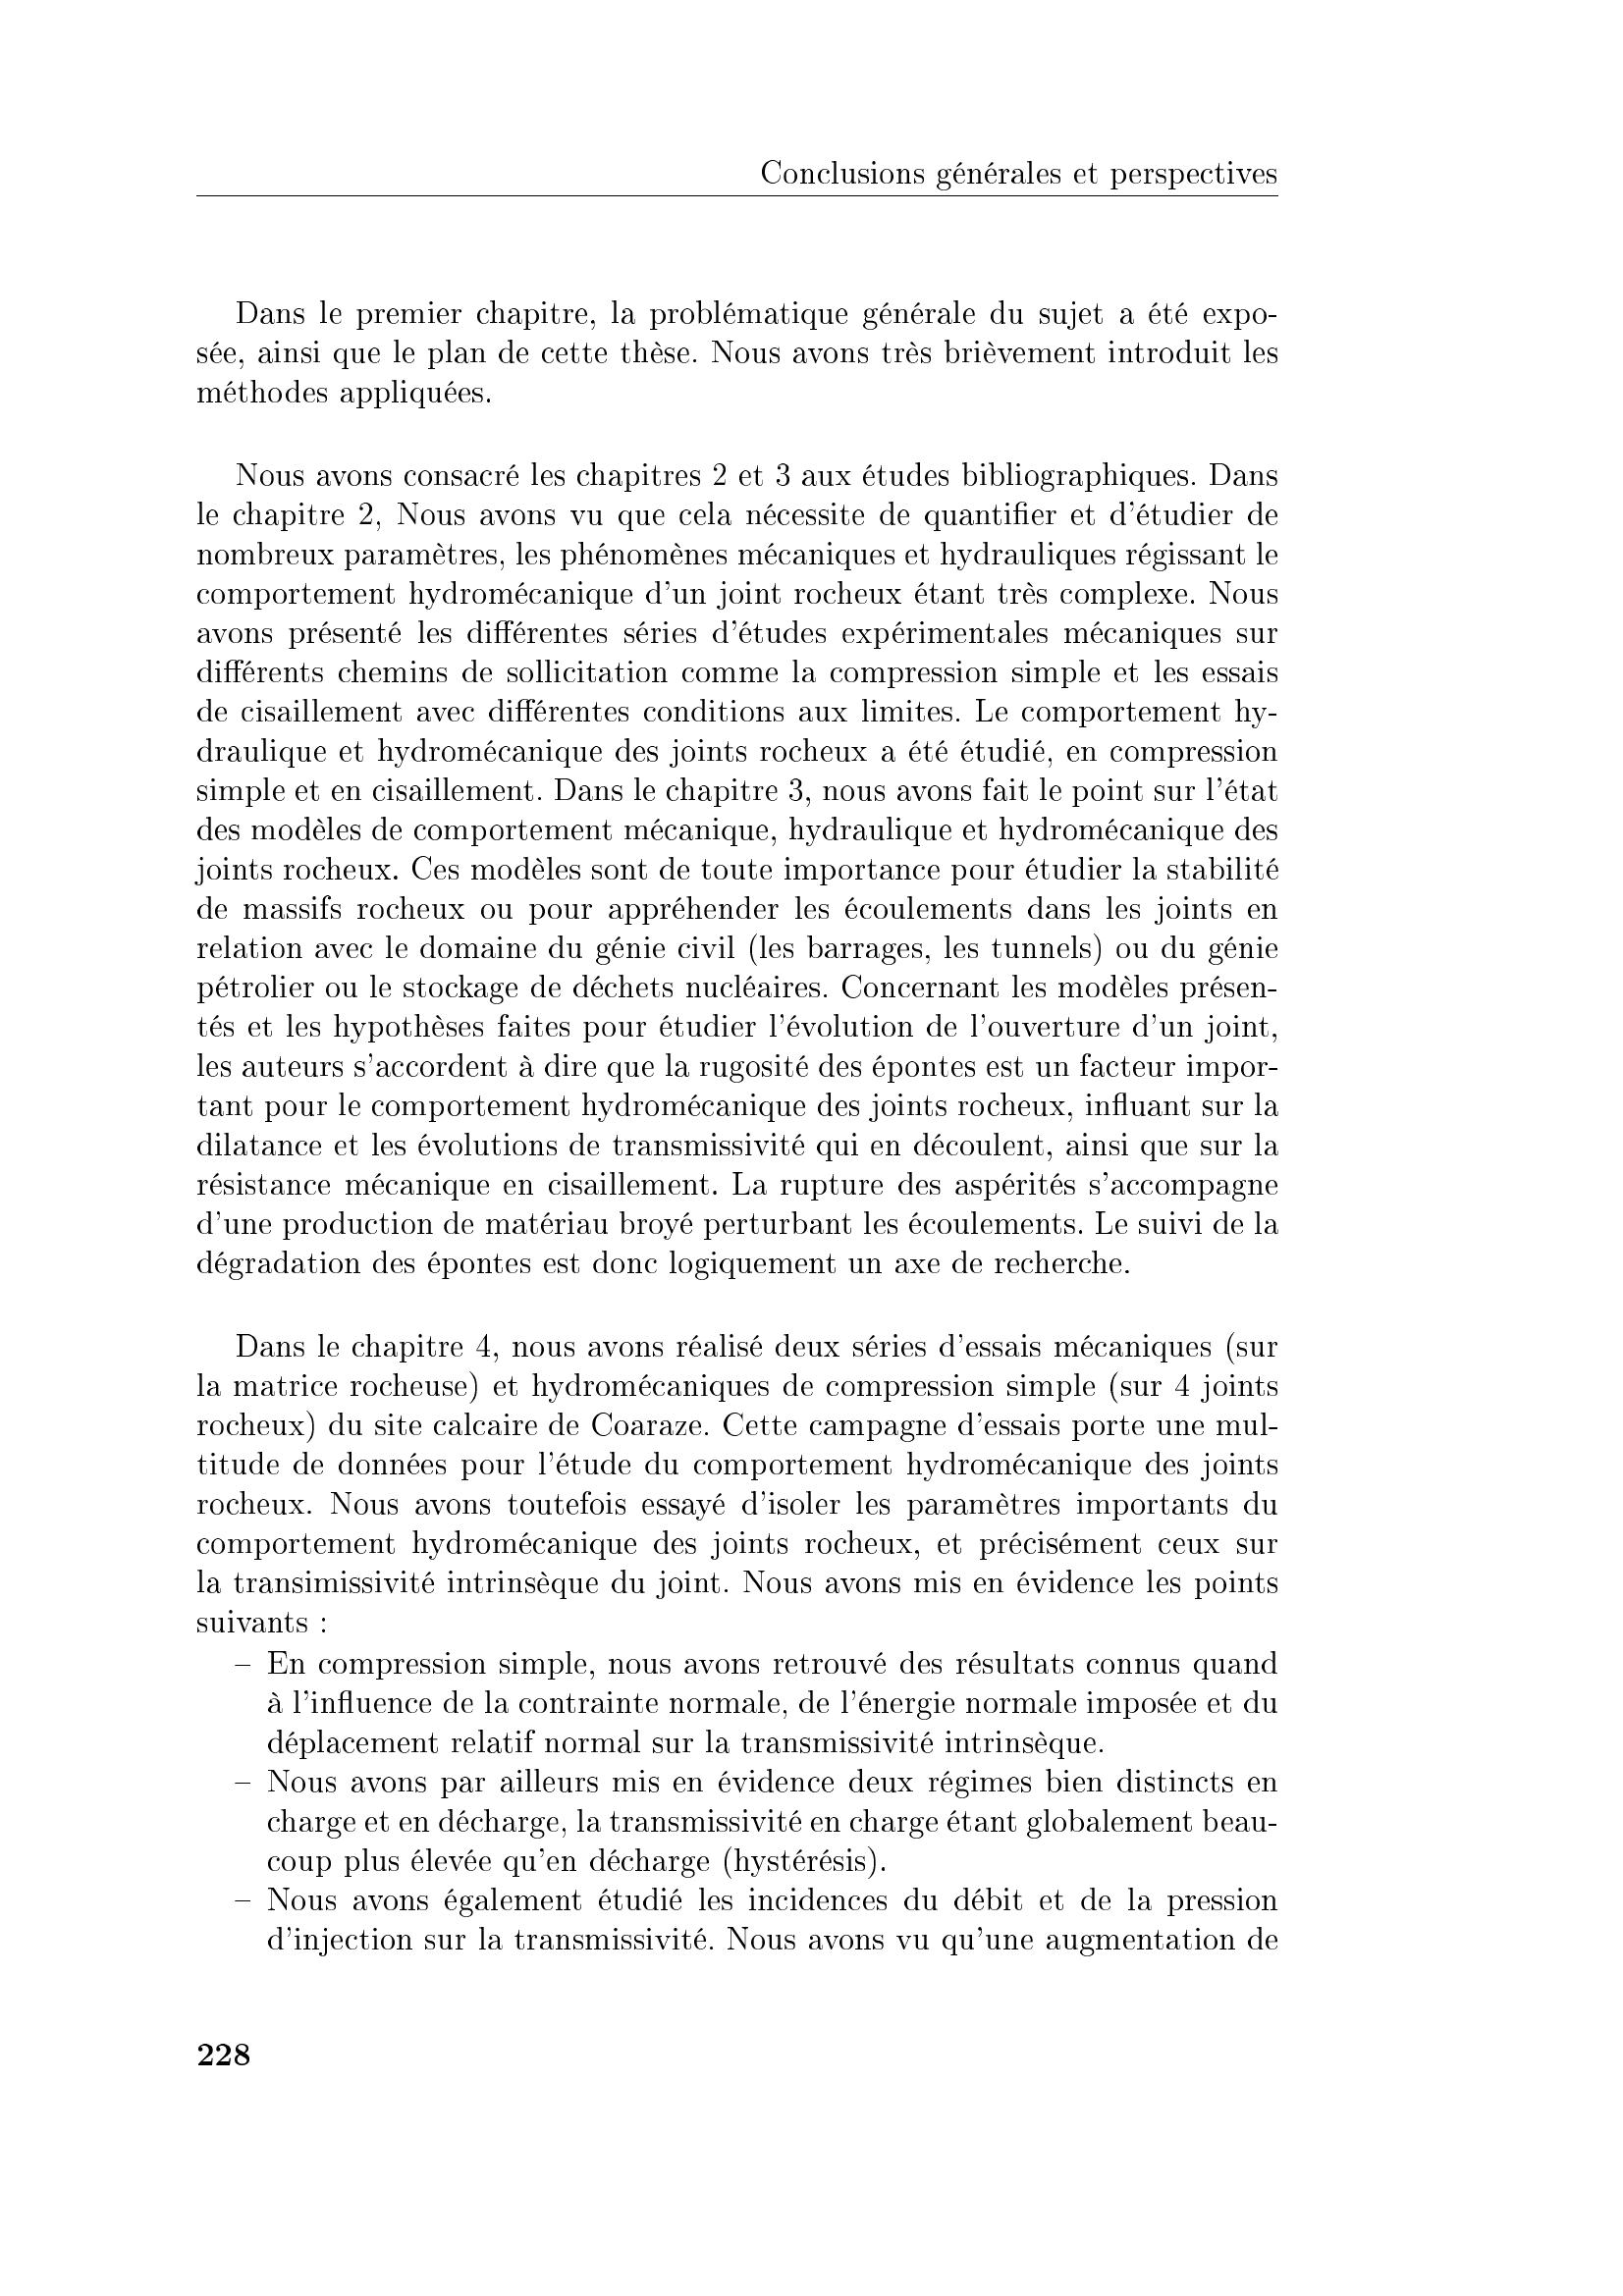 Conclusions générales et perspectives
Dans le premier chapitre, la problématique générale du sujet a été expo-
sée, ainsi que le plan de cette thèse. Nous avons très brièvement introduit les
méthodes appliquées.
Nous avons consacré les chapitres 2 et 3 aux études bibliographiques. Dans
le chapitre 2, Nous avons vu que cela nécessite de quantifier et d'étudier de
nombreux paramètres, les phénomènes mécaniques et hydrauliques régissant le
comportement hydromécanique d'un joint rocheux étant très complexe. Nous
avons présenté les différentes séries d'études expérimentales mécaniques sur
différents chemins de sollicitation comme la compression simple et les essais
de cisaillement avec différentes conditions aux limites. Le comportement hy-
draulique et hydromécanique des joints rocheux a été étudié, en compression
simple et en cisaillement. Dans le chapitre 3, nous avons fait le point sur l'état
des modèles de comportement mécanique, hydraulique et hydromécanique des
joints rocheux. Ces modèles sont de toute importance pour étudier la stabilité
de massifs rocheux ou pour appréhender les écoulements dans les joints en
relation avec le domaine du génie civil (les barrages, les tunnels) ou du génie
pétrolier ou le stockage de déchets nucléaires. Concernant les modèles présen-
tés et les hypothèses faites pour étudier l'évolution de l'ouverture d'un joint,
les auteurs s'accordent à dire que la rugosité des épontes est un facteur impor-
tant pour le comportement hydromécanique des joints rocheux, influant sur la
dilatance et les évolutions de transmissivité qui en découlent, ainsi que sur la
résistance mécanique en cisaillement. La rupture des aspérités s'accompagne
d'une production de matériau broyé perturbant les écoulements. Le suivi de la
dégradation des épontes est donc logiquement un axe de recherche.
Dans le chapitre 4, nous avons réalisé deux séries d'essais mécaniques (sur
la matrice rocheuse) et hydromécaniques de compression simple (sur 4 joints
rocheux) du site calcaire de Coaraze. Cette campagne d'essais porte une mul-
titude de données pour l'étude du comportement hydromécanique des joints
rocheux. Nous avons toutefois essayé d'isoler les paramètres importants du
comportement hydromécanique des joints rocheux, et précisément ceux sur
la transimissivité intrinsèque du joint. Nous avons mis en évidence les points
suivants :
– En compression simple, nous avons retrouvé des résultats connus quand
à l'influence de la contrainte normale, de l'énergie normale imposée et du
déplacement relatif normal sur la transmissivité intrinsèque.
– Nous avons par ailleurs mis en évidence deux régimes bien distincts en
charge et en décharge, la transmissivité en charge étant globalement beau-
coup plus élevée qu'en décharge (hystérésis).
– Nous avons également étudié les incidences du débit et de la pression
d'injection sur la transmissivité. Nous avons vu qu'une augmentation de
228